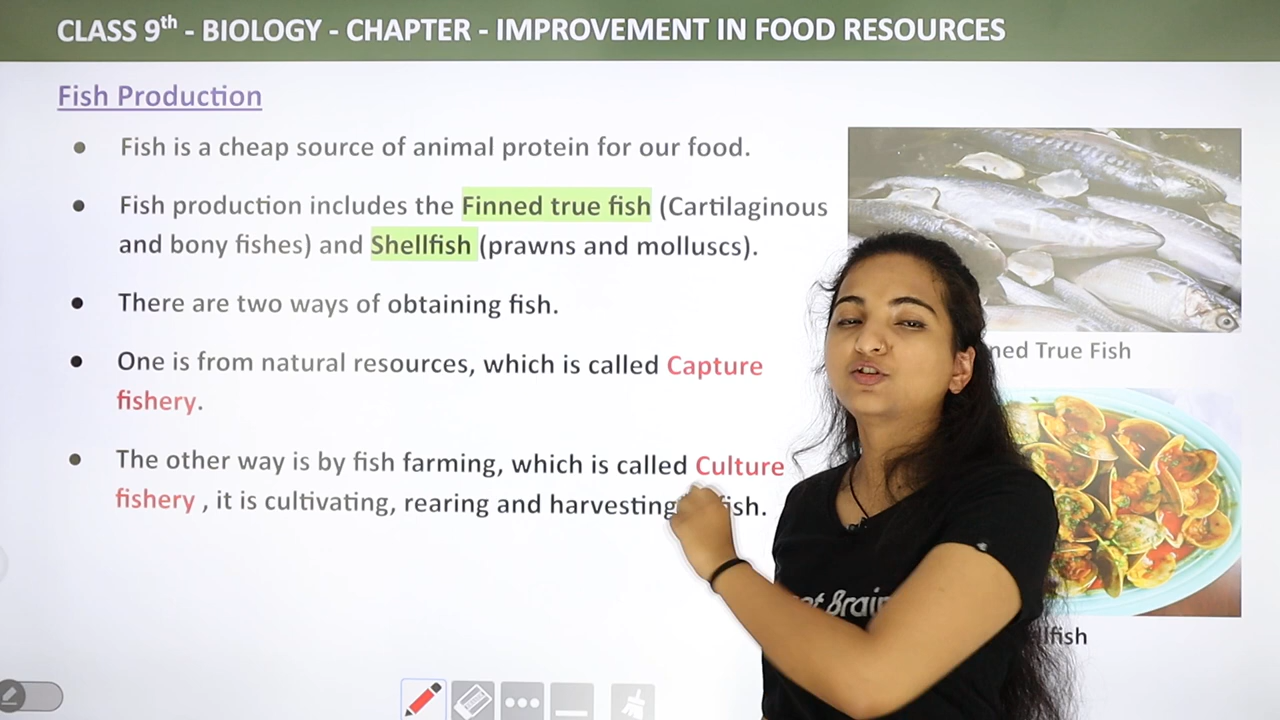 CLASS 9th - BIOLOGY - CHAPTER - IMPROVEMENT IN FOOD RESOURCES
Fish Production
● Fish is a cheap source of animal protein for our food.
● Fish production includes the Finned true fish (Cartilaginous
and bony fishes) and Shellfish (prawns and molluscs).
● There are two ways of obtaining fish.
● One is from natural resources, which is called Capture
fishery.
● The other way is by fish farming, which is called Culture
fishery , it is cultivating, rearing and harvesting
True Fish